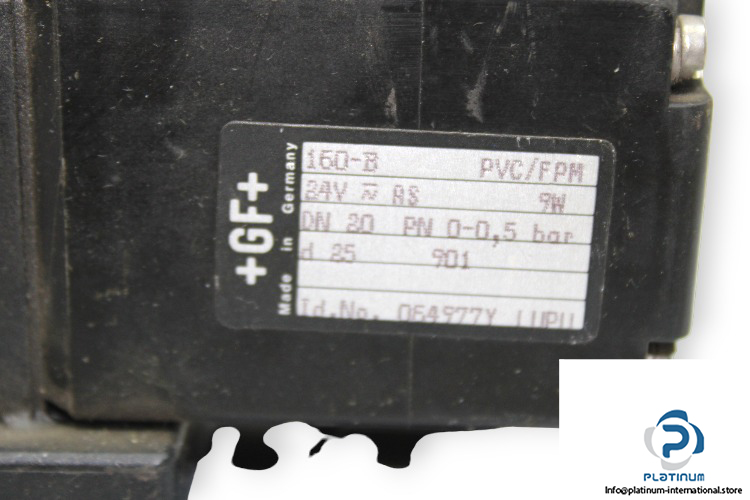 +GF+
Made in Germany
160-B PVC/FPM
24V ≂ AS 9W
DN 20 PN 0-0,5 bar
d 25 901
Id.No. 064977Y LUPU
PLATINUM
Info@platinum-international.store